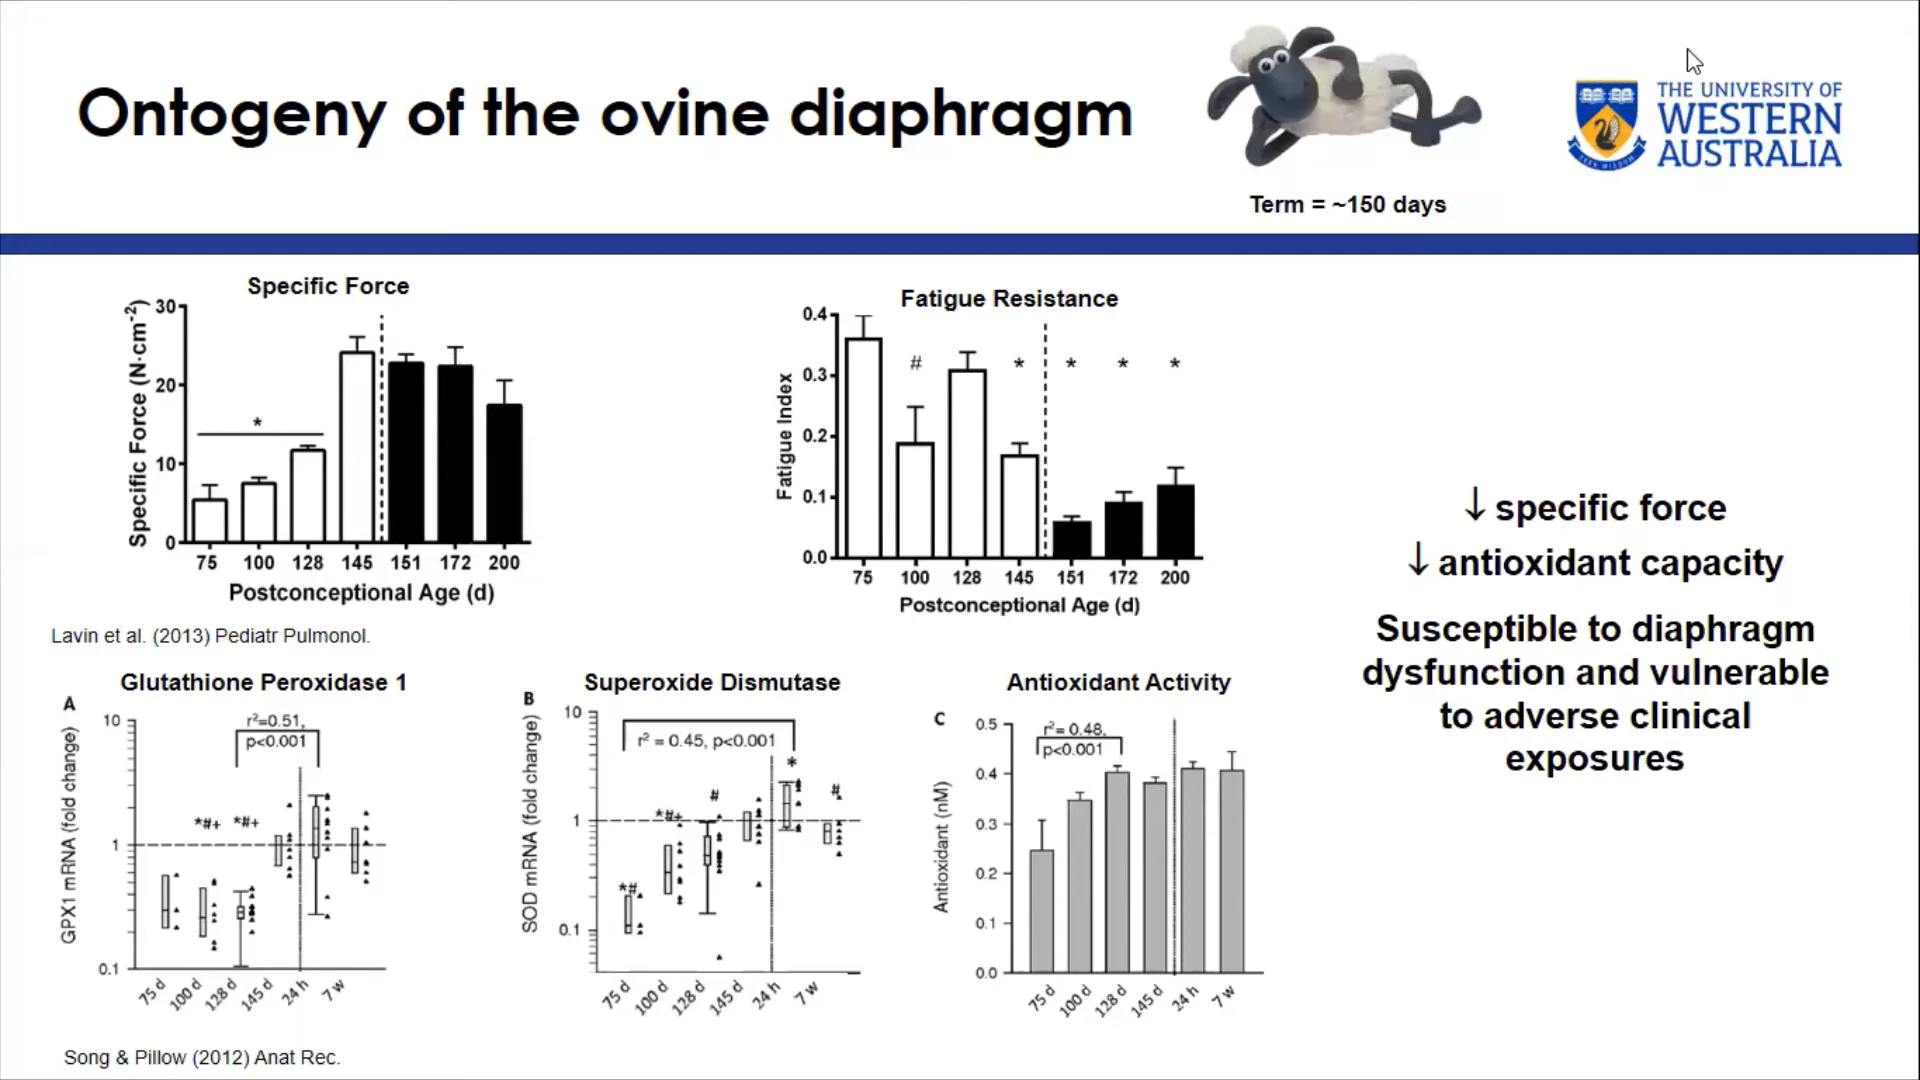 Ontogeny of the ovine diaphragm
THE UNIVERSITY OF
WESTERN
AUSTRALIA
SEEK WISDOM
Term = ~150 days
Specific Force
Specific Force (N·cm⁻²)
30
20
10
0
*
75 100 128 145 151 172 200
Postconceptional Age (d)
Fatigue Resistance
Fatigue Index
0.4
0.3
0.2
0.1
0.0
# * * * *
75 100 128 145 151 172 200
Postconceptional Age (d)
Lavin et al. (2013) Pediatr Pulmonol.
Glutathione Peroxidase 1
A
GPX1 mRNA (fold change)
10
1
0.1
r²=0.51,
p<0.001
*#+ *#+
75 d 100 d 128 d 145 d 24 h 7 w
Superoxide Dismutase
B
SOD mRNA (fold change)
10
1
0.1
r² = 0.45, p<0.001
*# *#+ # * #
75 d 100 d 128 d 145 d 24 h 7 w
Antioxidant Activity
C
Antioxidant (nM)
0.5
0.4
0.3
0.2
0.1
0.0
r²= 0.48,
p<0.001
75 d 100 d 128 d 145 d 24 h 7 w
Song & Pillow (2012) Anat Rec.
↓ specific force
↓ antioxidant capacity
Susceptible to diaphragm
dysfunction and vulnerable
to adverse clinical
exposures